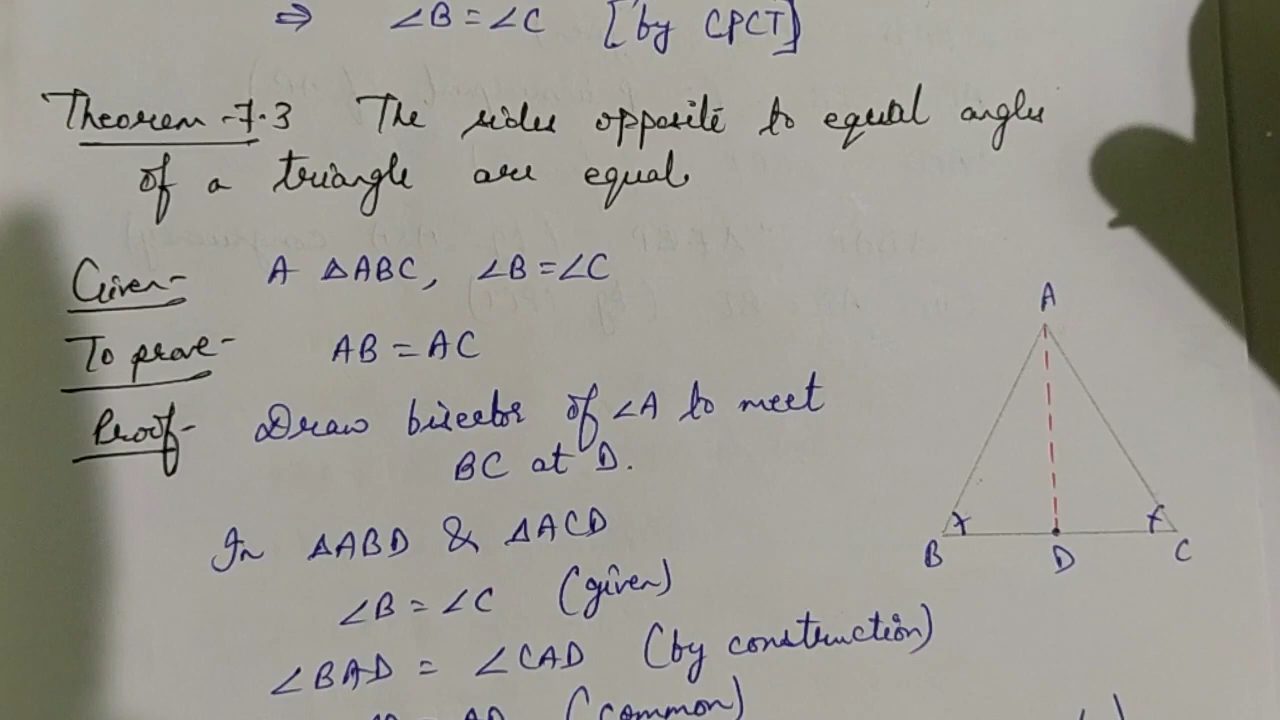 ⇒ ∠B = ∠C [by CPCT]
Theorem-7.3 The sides opposite to equal angles
of a triangle are equal.
Given- A △ABC, ∠B = ∠C
To prove- AB = AC
Proof- Draw bisector of ∠A to meet
BC at D.
In △ABD & △ACD
∠B = ∠C (given)
∠BAD = ∠CAD (by construction)
= AD (common)
A
B
D
C